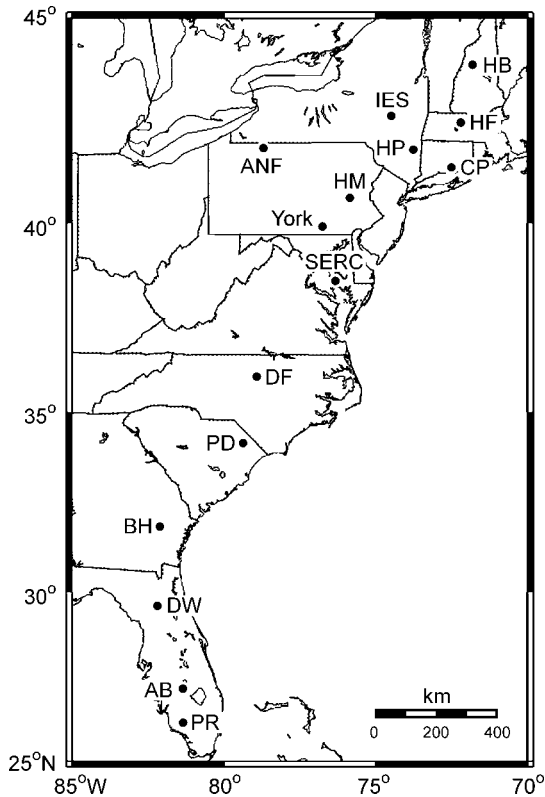 45°
HB
IES
HF
HP
ANF
CP
HM
40°
York
SERC
DF
35°
PD
BH
30°
DW
AB
km
PR
0 200 400
25°N
85°W 80° 75° 70°